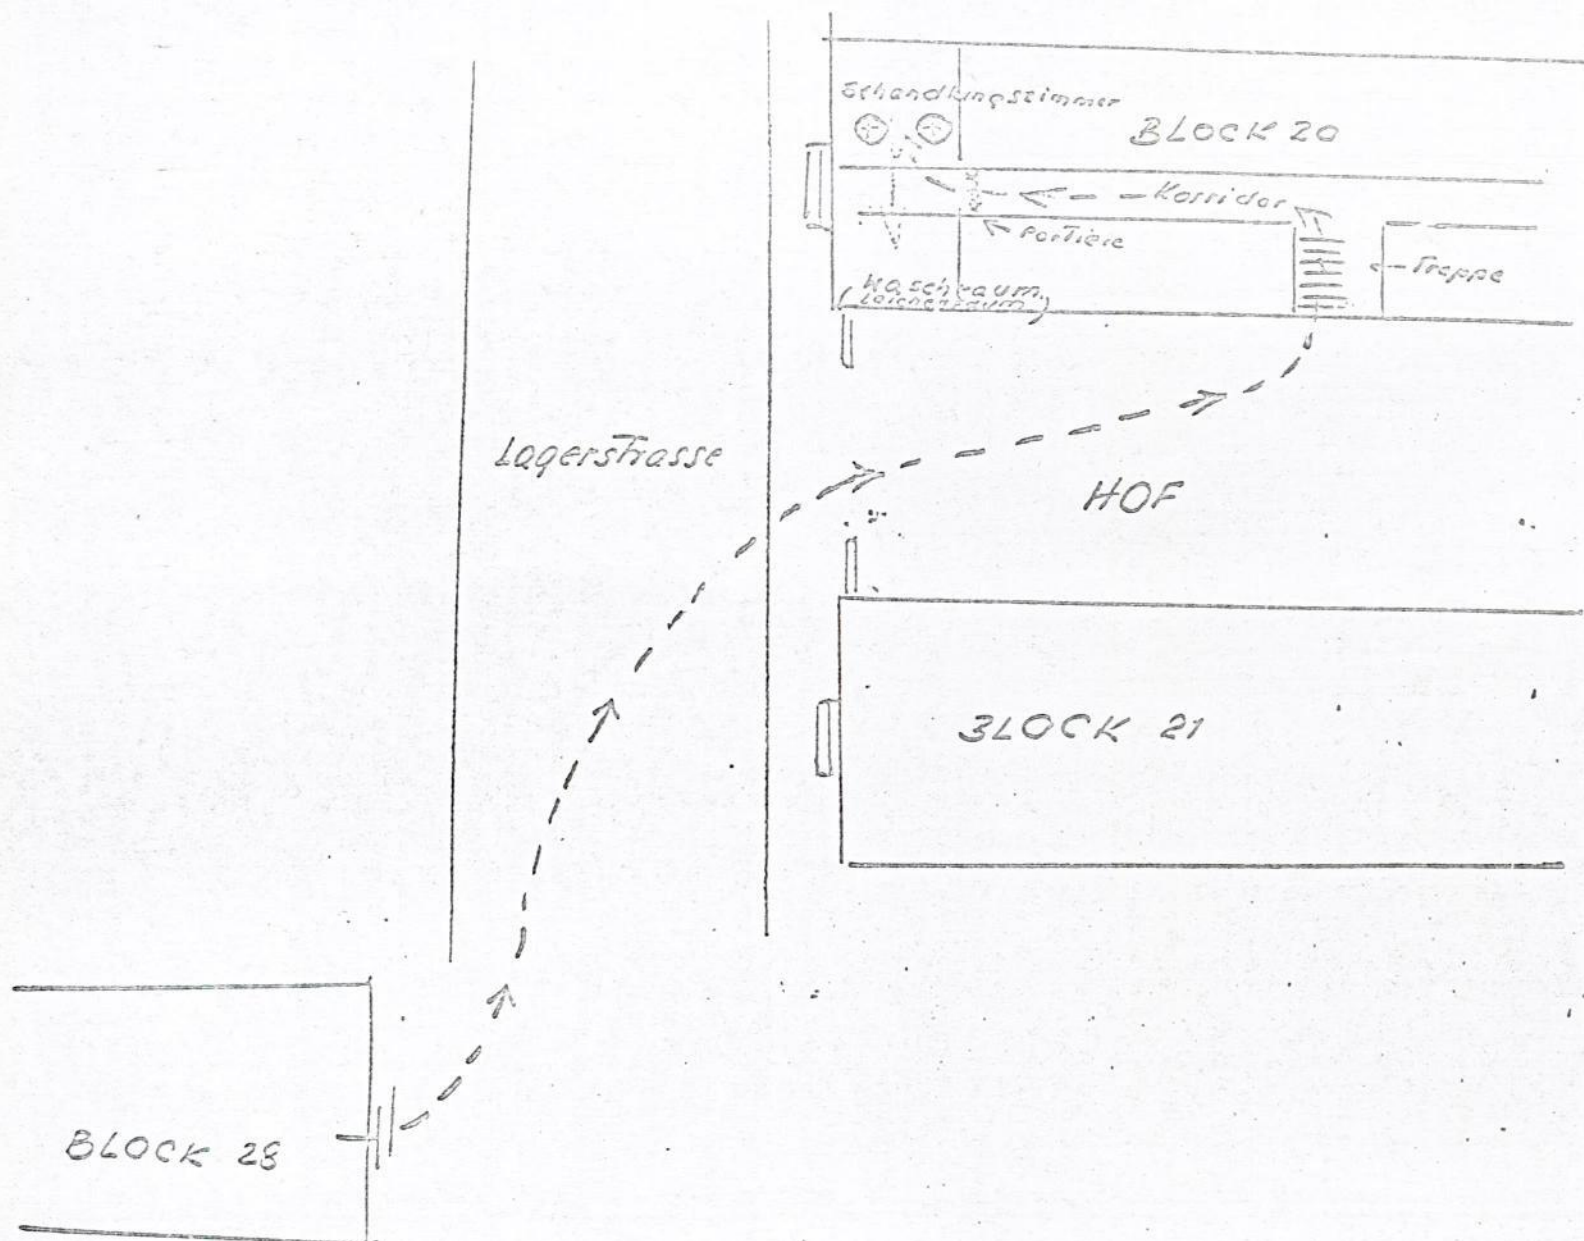 Behandlungszimmer
BLOCK 20
Korridor
Portiere
Treppe
Waschraum
(Leichenraum)
Lagerstrasse
HOF
BLOCK 21
BLOCK 28